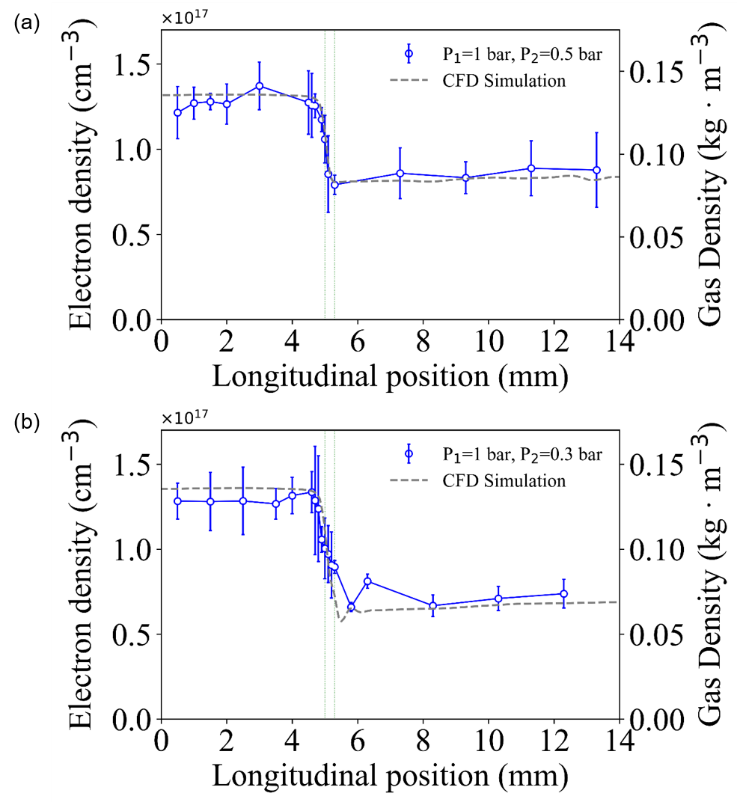 (a)
×10¹⁷
P₁=1 bar, P₂=0.5 bar
CFD Simulation
Electron density (cm⁻³)
1.5
1.0
0.5
0.0
0.15
0.10
0.05
0.00
Gas Density (kg · m⁻³)
0 2 4 6 8 10 12 14
Longitudinal position (mm)
(b)
×10¹⁷
P₁=1 bar, P₂=0.3 bar
CFD Simulation
Electron density (cm⁻³)
1.5
1.0
0.5
0.0
0.15
0.10
0.05
0.00
Gas Density (kg · m⁻³)
0 2 4 6 8 10 12 14
Longitudinal position (mm)